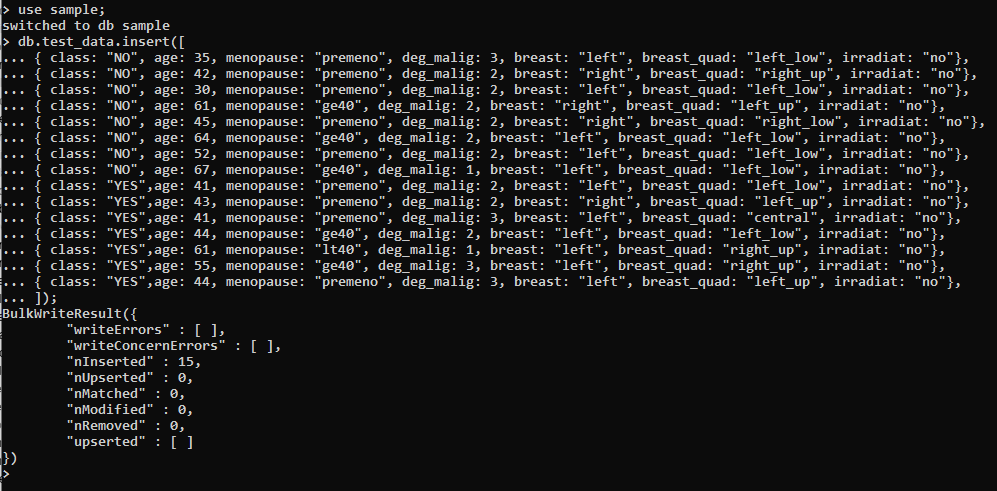 > use sample;
switched to db sample
> db.test_data.insert([
... { class: "NO", age: 35, menopause: "premeno", deg_malig: 3, breast: "left", breast_quad: "left_low", irradiat: "no"},
... { class: "NO", age: 42, menopause: "premeno", deg_malig: 2, breast: "right", breast_quad: "right_up", irradiat: "no"},
... { class: "NO", age: 30, menopause: "premeno", deg_malig: 2, breast: "left", breast_quad: "left_low", irradiat: "no"},
... { class: "NO", age: 61, menopause: "ge40", deg_malig: 2, breast: "right", breast_quad: "left_up", irradiat: "no"},
... { class: "NO", age: 45, menopause: "premeno", deg_malig: 2, breast: "right", breast_quad: "right_low", irradiat: "no"},
... { class: "NO", age: 64, menopause: "ge40", deg_malig: 2, breast: "left", breast_quad: "left_low", irradiat: "no"},
... { class: "NO", age: 52, menopause: "premeno", deg_malig: 2, breast: "left", breast_quad: "left_low", irradiat: "no"},
... { class: "NO", age: 67, menopause: "ge40", deg_malig: 1, breast: "left", breast_quad: "left_low", irradiat: "no"},
... { class: "YES",age: 41, menopause: "premeno", deg_malig: 2, breast: "left", breast_quad: "left_low", irradiat: "no"},
... { class: "YES",age: 43, menopause: "premeno", deg_malig: 2, breast: "right", breast_quad: "left_up", irradiat: "no"},
... { class: "YES",age: 41, menopause: "premeno", deg_malig: 3, breast: "left", breast_quad: "central", irradiat: "no"},
... { class: "YES",age: 44, menopause: "ge40", deg_malig: 2, breast: "left", breast_quad: "left_low", irradiat: "no"},
... { class: "YES",age: 61, menopause: "lt40", deg_malig: 1, breast: "left", breast_quad: "right_up", irradiat: "no"},
... { class: "YES",age: 55, menopause: "ge40", deg_malig: 3, breast: "left", breast_quad: "right_up", irradiat: "no"},
... { class: "YES",age: 44, menopause: "premeno", deg_malig: 3, breast: "left", breast_quad: "left_up", irradiat: "no"},
... ]);
BulkWriteResult({
        "writeErrors" : [ ],
        "writeConcernErrors" : [ ],
        "nInserted" : 15,
        "nUpserted" : 0,
        "nMatched" : 0,
        "nModified" : 0,
        "nRemoved" : 0,
        "upserted" : [ ]
})
>